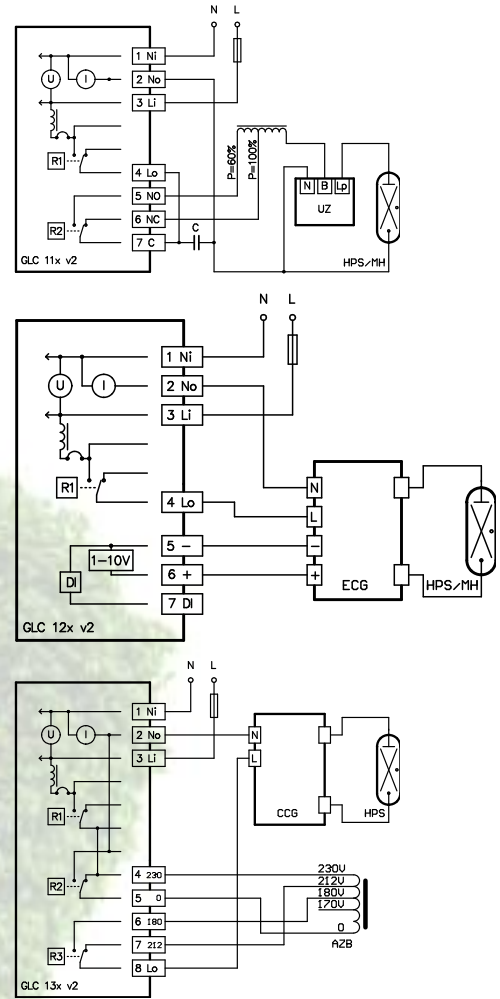 N L
1 Ni
U I 2 No
3 Li
R1
4 Lo
P=60% P=100%
N B Lp
5 NO
UZ
6 NC
R2
C
7 C
GLC 11x v2
HPS/MH
N L
1 Ni
U I 2 No
3 Li
R1
N
4 Lo
L
5 -
-
1-10V
DI
6 +
+
ECG
HPS/MH
7 DI
GLC 12x v2
N L
1 Ni
U I 2 No
N
3 Li
L
R1
CCG
HPS
4 230
230V
212V
R2
5 0
180V
170V
6 180
0
7 212
AZB
R3
8 Lo
GLC 13x v2